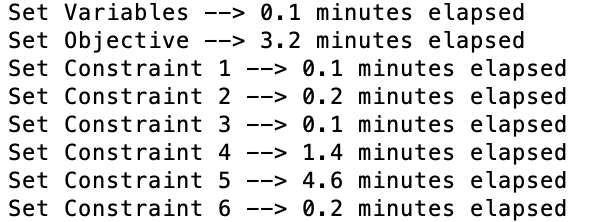 Set Variables --> 0.1 minutes elapsed
Set Objective --> 3.2 minutes elapsed
Set Constraint 1 --> 0.1 minutes elapsed
Set Constraint 2 --> 0.2 minutes elapsed
Set Constraint 3 --> 0.1 minutes elapsed
Set Constraint 4 --> 1.4 minutes elapsed
Set Constraint 5 --> 4.6 minutes elapsed
Set Constraint 6 --> 0.2 minutes elapsed